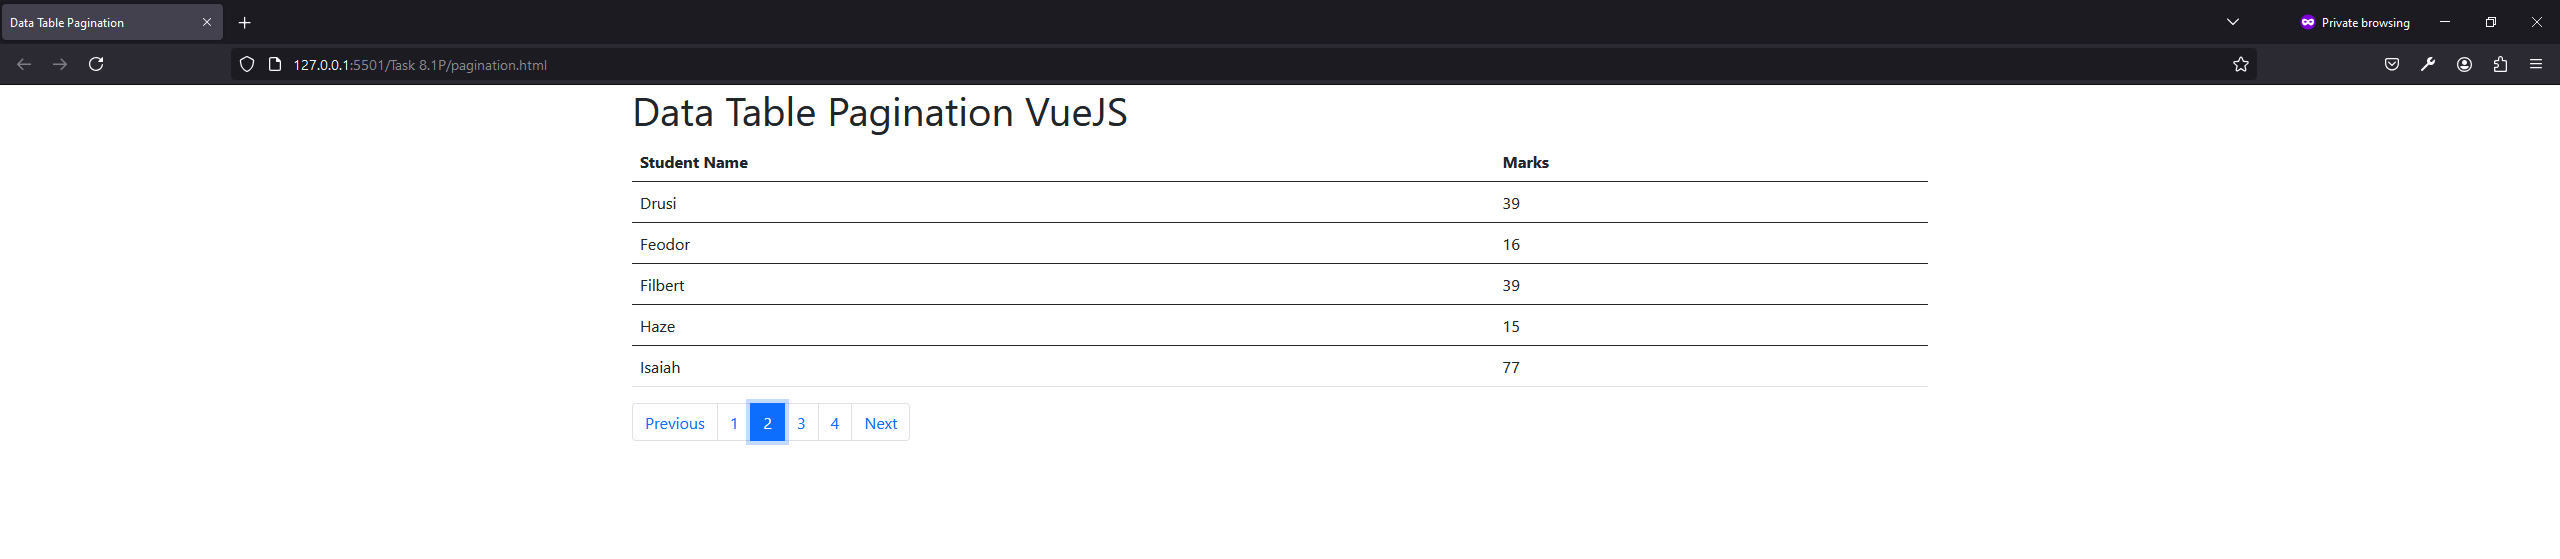 Data Table Pagination
Private browsing
127.0.0.1:5501/Task 8.1P/pagination.html
Data Table Pagination VueJS
Student Name Marks
Drusi 39
Feodor 16
Filbert 39
Haze 15
Isaiah 77
Previous 1 2 3 4 Next